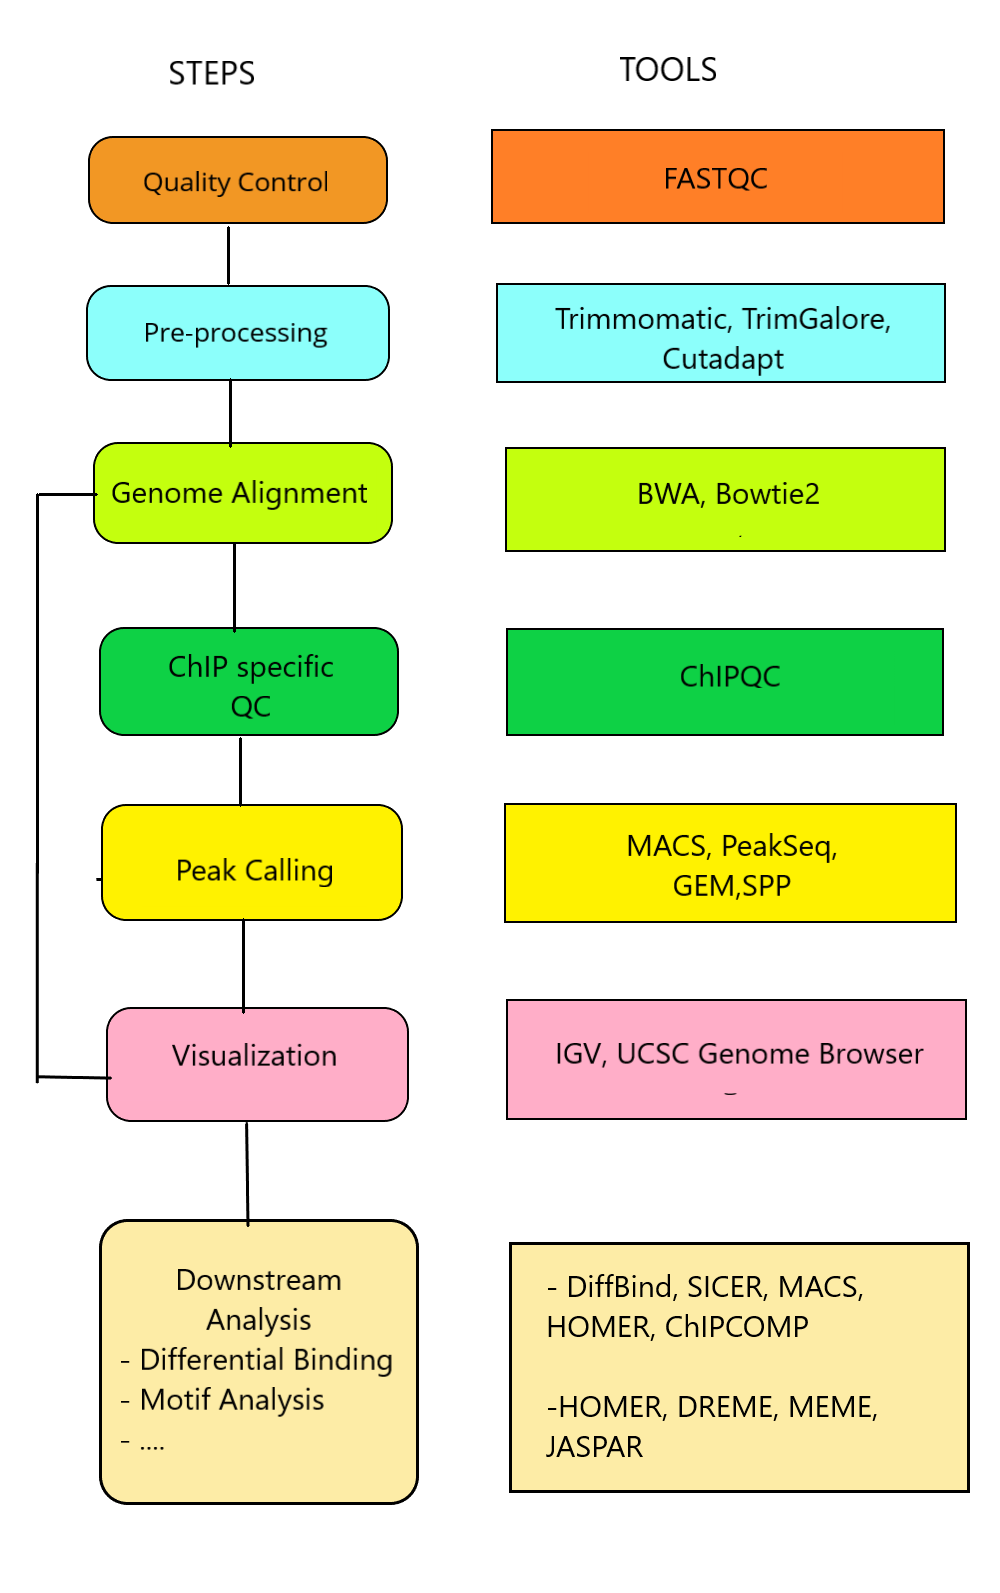 STEPS
TOOLS
Quality Control
FASTQC
Pre-processing
Trimmomatic, TrimGalore,
Cutadapt
Genome Alignment
BWA, Bowtie2
ChIP specific
QC
ChIPQC
Peak Calling
MACS, PeakSeq,
GEM,SPP
Visualization
IGV, UCSC Genome Browser
Downstream
Analysis
- Differential Binding
- Motif Analysis
- ....
- DiffBind, SICER, MACS,
HOMER, ChIPCOMP
-HOMER, DREME, MEME,
JASPAR